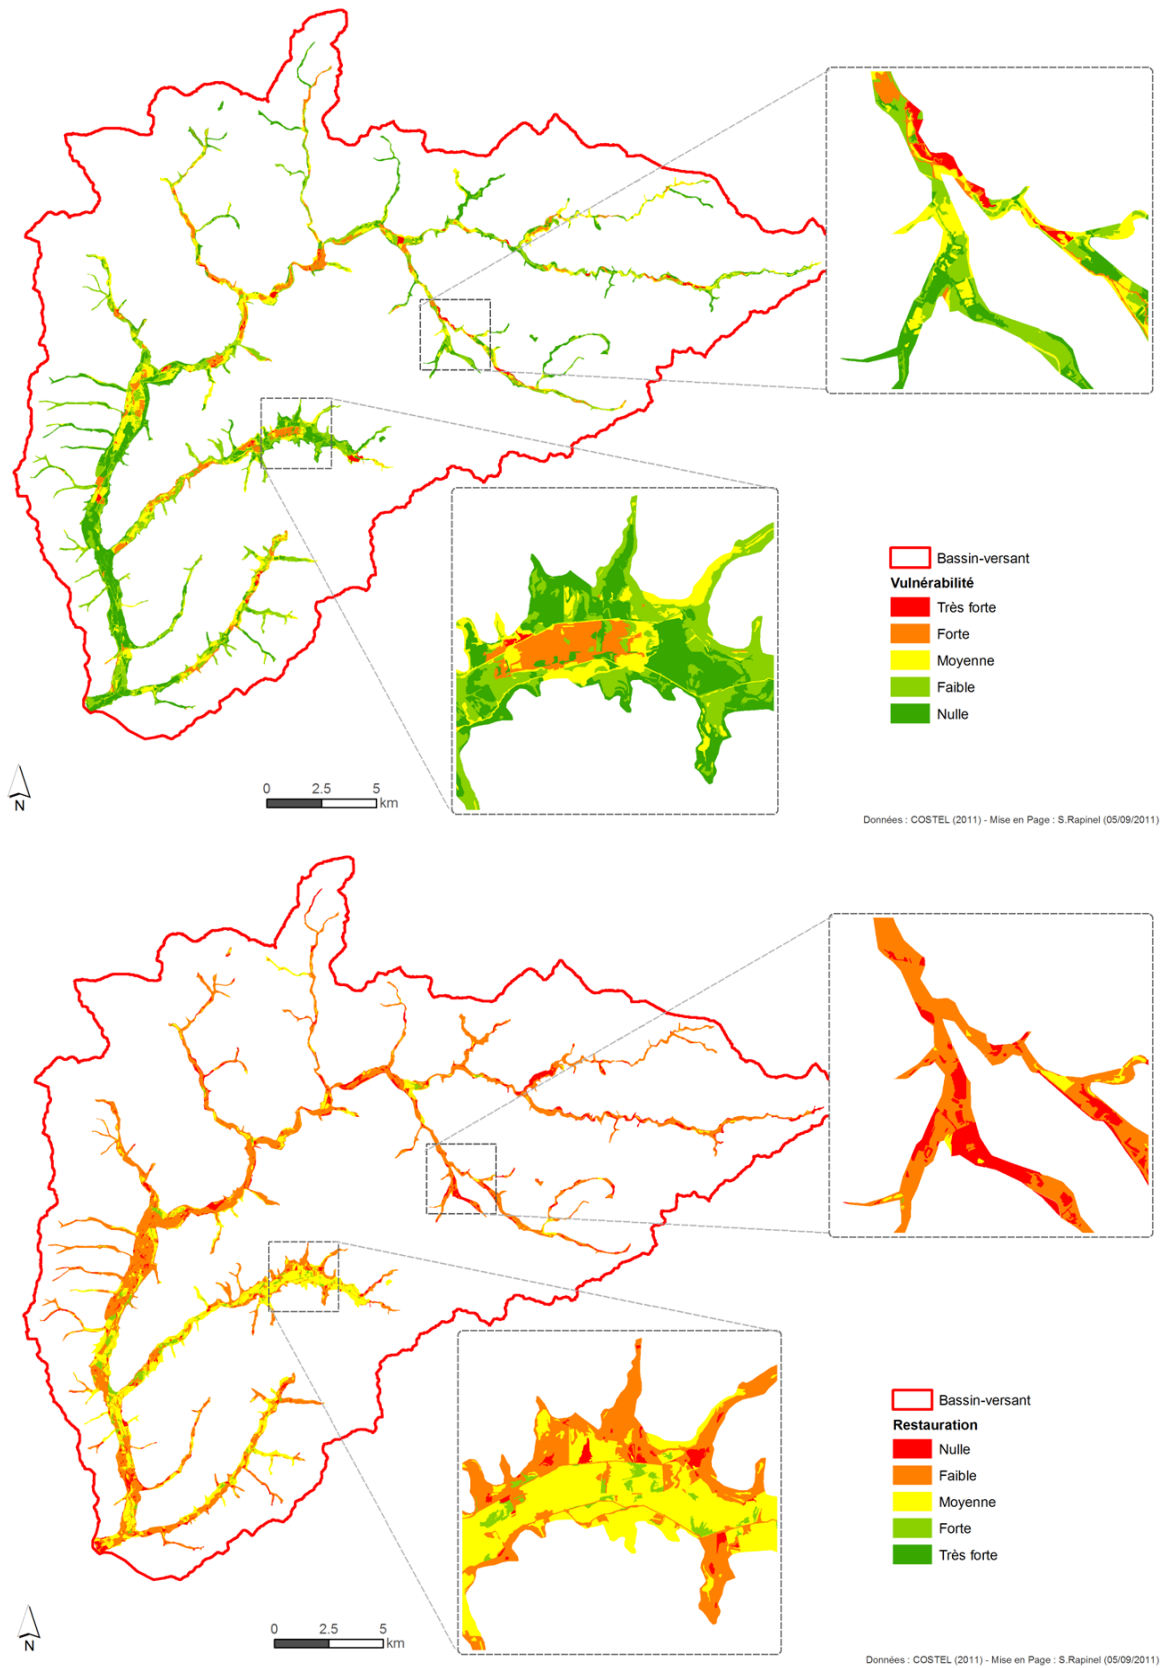 Bassin-versant
Vulnérabilité
Très forte
Forte
Moyenne
Faible
Nulle
0 2.5 5
km
N
Données : COSTEL (2011) - Mise en Page : S.Rapinel (05/09/2011)
Bassin-versant
Restauration
Nulle
Faible
Moyenne
Forte
Très forte
0 2.5 5
km
N
Données : COSTEL (2011) - Mise en Page : S.Rapinel (05/09/2011)